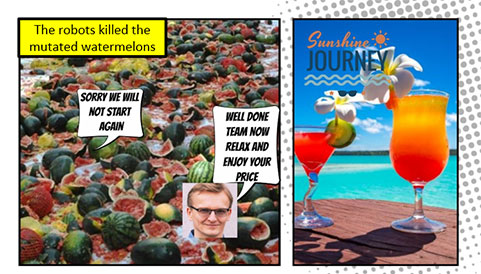 The robots killed the
mutated watermelons
SORRY WE WILL
NOT START
AGAIN
WELL DONE
TEAM NOW
RELAX AND
ENJOY YOUR
PRICE
Sunshine
JOURNEY